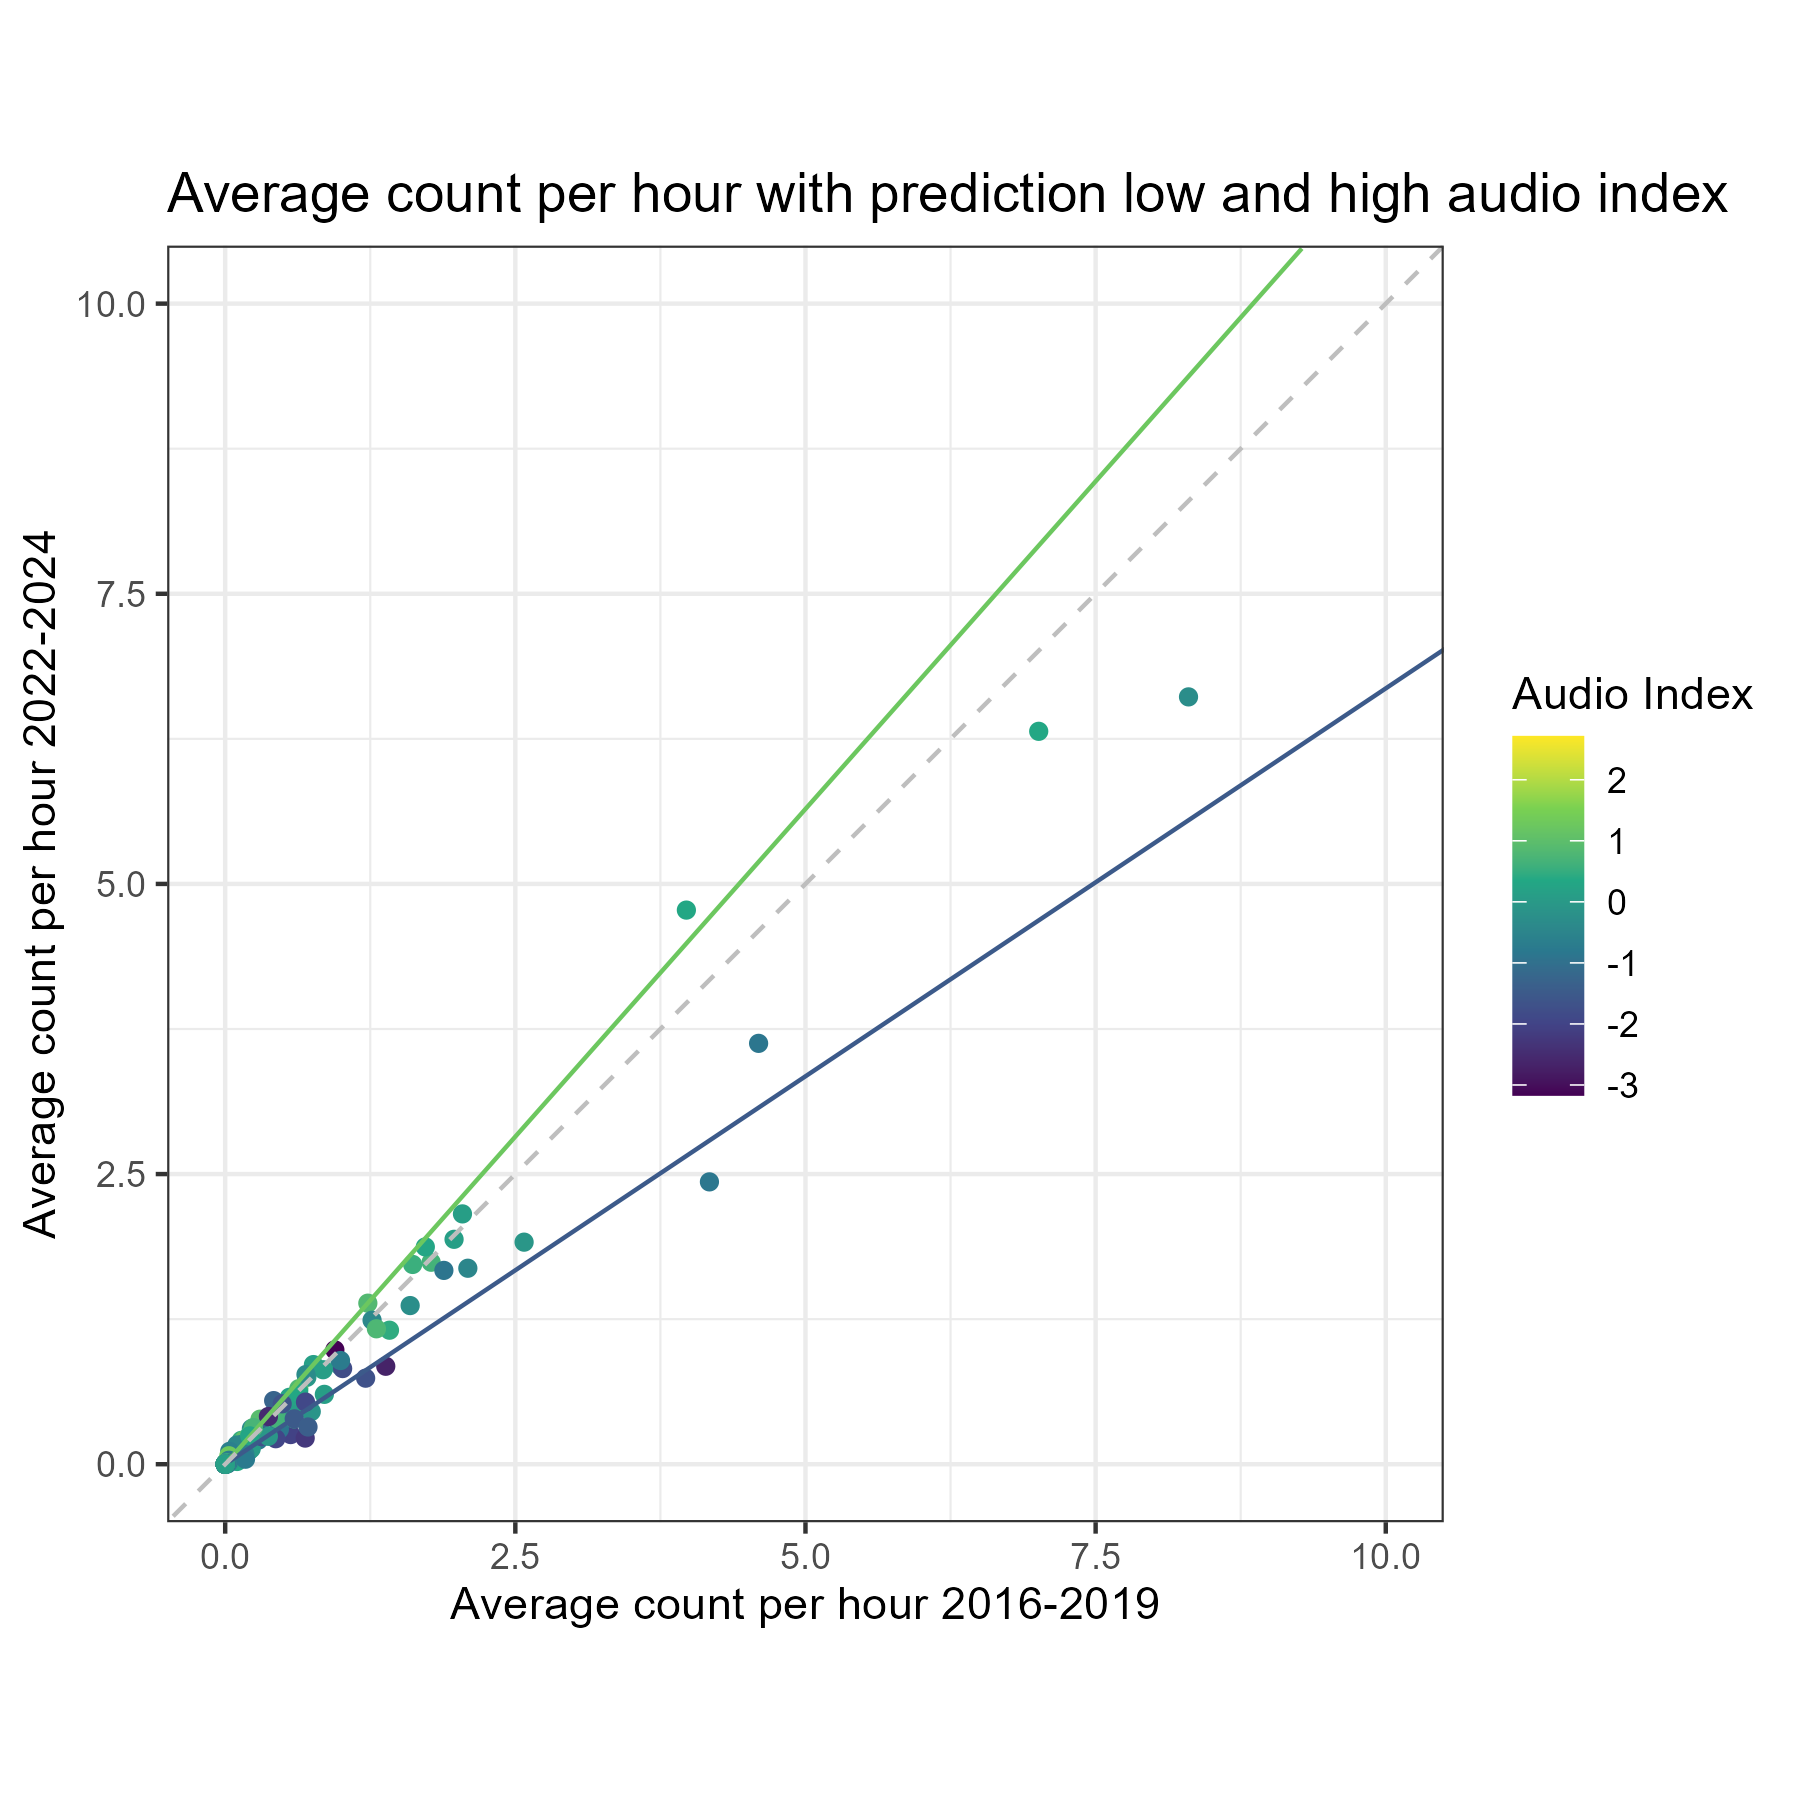 Average count per hour with prediction low and high audio index
Average count per hour 2022-2024
10.0
7.5
5.0
2.5
0.0
0.0 2.5 5.0 7.5 10.0
Average count per hour 2016-2019
Audio Index
2
1
0
-1
-2
-3